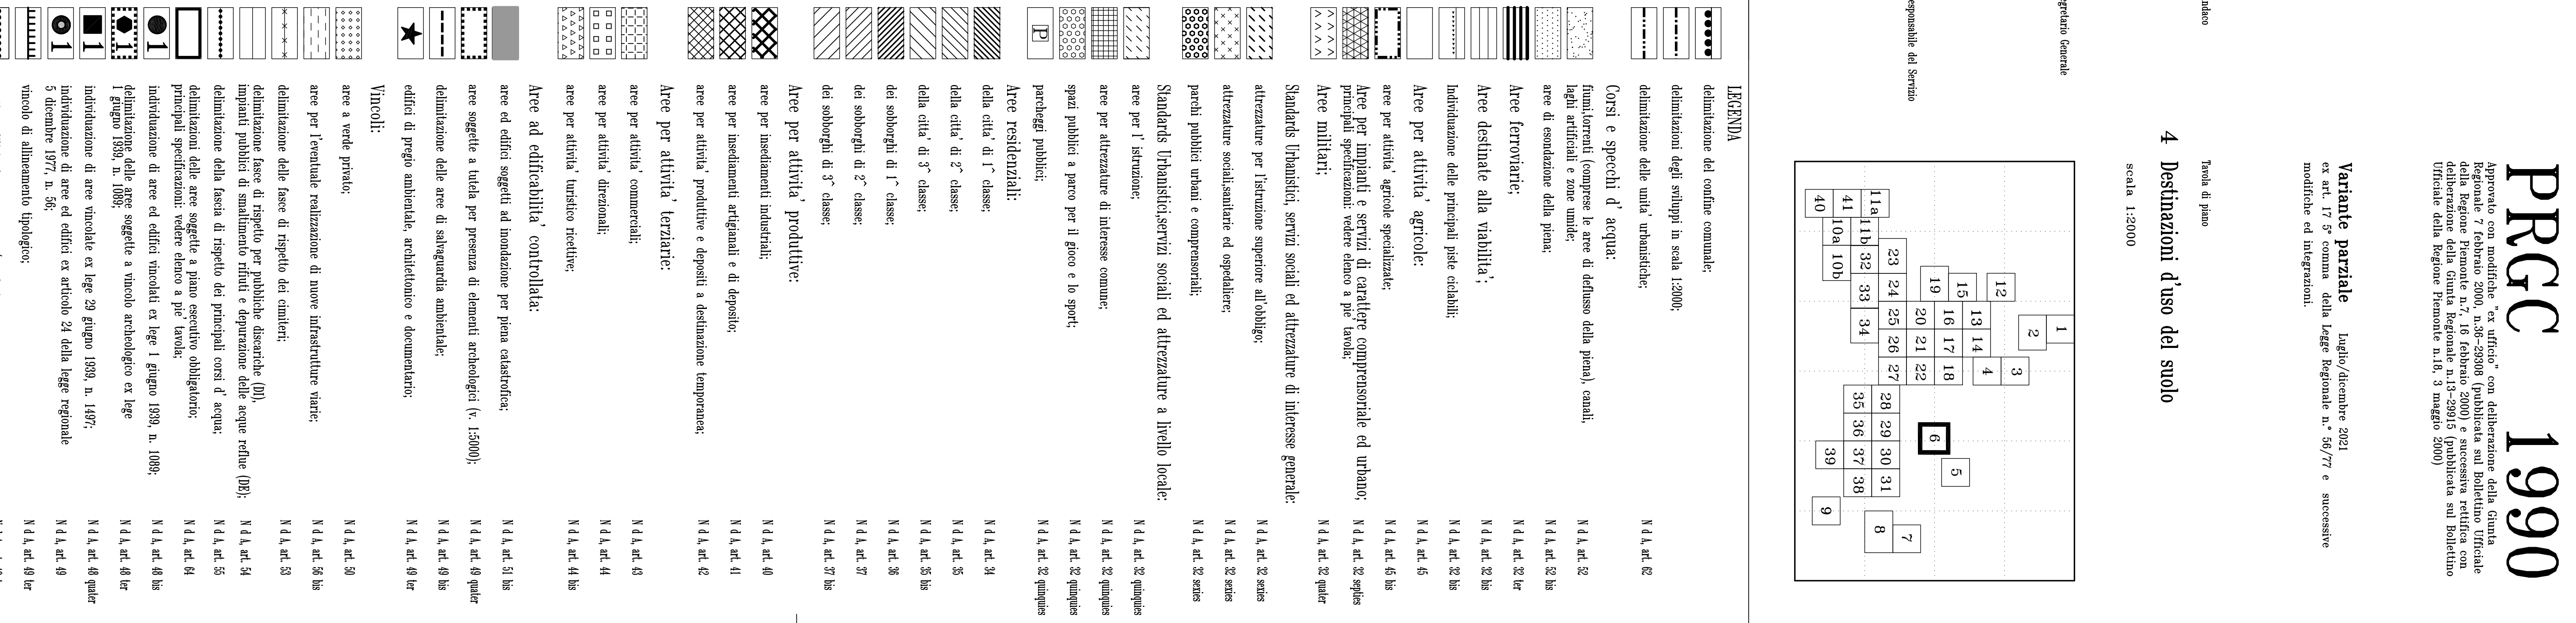 PRGC 1990
Approvato con modifiche "ex ufficio" con deliberazione della Giunta
Regionale 7 febbraio 2000, n.36-29308 (pubblicata sul Bollettino Ufficiale
della Regione Piemonte n.7, 16 febbraio 2000) e successiva rettifica con
deliberazione della Giunta Regionale n.13-29915 (pubblicata sul Bollettino
Ufficiale della Regione Piemonte n.18, 3 maggio 2000)
Variante parziale Luglio/dicembre 2021
ex art. 17 5° comma della Legge Regionale n.° 56/77 e successive
modifiche ed integrazioni.
Tavola di piano
4 Destinazioni d'uso del suolo
scala 1:2000
ndaco
egretario Generale
esponsabile del Servizio
1
2
3
12
4
13 14
15
5
16 17 18
19
6
20 21 22
7
23
24 25 26 27
28 29 30 31
8
11a
11b 32 33 34
35 36 37 38
41
10a 10b
39
40
9
LEGENDA
delimitazione del confine comunale;
delimitazioni degli sviluppi in scala 1:2000;
delimitazione delle unita' urbanistiche; N d A, art. 62
Corsi e specchi d' acqua:
fiumi,torrenti (comprese le aree di deflusso della piena), canali,
laghi artificiali e zone umide; N d A, art. 52
aree di esondazione della piena; N d A, art. 52 bis
Aree ferroviarie; N d A, art. 32 ter
Aree destinate alla viabilita'; N d A, art. 32 bis
Individuazione delle principali piste ciclabili; N d A, art. 32 bis
Aree per attivita' agricole: N d A, art. 45
aree per attivita' agricole specializzate; N d A, art. 45 bis
Aree per impianti e servizi di carattere comprensoriale ed urbano;
principali specificazioni: vedere elenco a pie' tavola; N d A, art. 32 septies
Aree militari; N d A, art. 32 quater
Standards Urbanistici, servizi sociali ed attrezzature di interesse generale:
attrezzature per l'istruzione superiore all'obbligo; N d A, art. 32 sexies
attrezzature sociali,sanitarie ed ospedaliere; N d A, art. 32 sexies
parchi pubblici urbani e comprensoriali; N d A, art. 32 sexies
Standards Urbanistici,servizi sociali ed attrezzature a livello locale:
aree per l' istruzione; N d A, art. 32 quinquies
aree per attrezzature di interesse comune; N d A, art. 32 quinquies
spazi pubblici a parco per il gioco e lo sport; N d A, art. 32 quinquies
P parcheggi pubblici; N d A, art. 32 quinquies
Aree residenziali:
della citta' di 1^ classe; N d A, art. 34
della citta' di 2^ classe; N d A, art. 35
della citta' di 3^ classe; N d A, art. 35 bis
dei sobborghi di 1^ classe; N d A, art. 36
dei sobborghi di 2^ classe; N d A, art. 37
dei sobborghi di 3^ classe; N d A, art. 37 bis
Aree per attivita' produttive:
aree per insediamenti industriali; N d A, art. 40
aree per insediamenti artigianali e di deposito; N d A, art. 41
aree per attivita' produttive e depositi a destinazione temporanea; N d A, art. 42
Aree per attivita' terziarie:
aree per attivita' commerciali; N d A, art. 43
aree per attivita' direzionali; N d A, art. 44
aree per attivita' turistico ricettive; N d A, art. 44 bis
Aree ad edificabilita' controllata:
aree ed edifici soggetti ad inondazione per piena catastrofica; N d A, art. 51 bis
aree soggette a tutela per presenza di elementi archeologici (v. 1:5000); N d A, art. 49 quater
delimitazione delle aree di salvaguardia ambientale; N d A, art. 49 bis
edifici di pregio ambientale, architettonico e documentario; N d A, art. 49 ter
Vincoli:
aree a verde privato; N d A, art. 50
aree per l'eventuale realizzazione di nuove infrastrutture viarie; N d A, art. 56 bis
delimitazione delle fasce di rispetto dei cimiteri; N d A, art. 53
delimitazione fasce di rispetto per pubbliche discariche (DI),
impianti pubblici di smaltimento rifiuti e depurazione delle acque reflue (DE); N d A, art. 54
delimitazione della fascia di rispetto dei principali corsi d' acqua; N d A, art. 55
delimitazioni delle aree soggette a piano esecutivo obbligatorio;
principali specificazioni: vedere elenco a pie' tavola; N d A, art. 64
1 individuazione di aree ed edifici vincolati ex lege 1 giugno 1939, n. 1089; N d A, art. 48 bis
1 delimitazione delle aree soggette a vincolo archeologico ex lege
1 giugno 1939, n. 1089; N d A, art. 48 ter
1 individuazione di aree vincolate ex lege 29 giugno 1939, n. 1497; N d A, art. 48 quater
1 individuazione di aree ed edifici ex articolo 24 della legge regionale
5 dicembre 1977, n. 56; N d A, art. 49
vincolo di allineamento tipologico; N d A, art. 49 ter